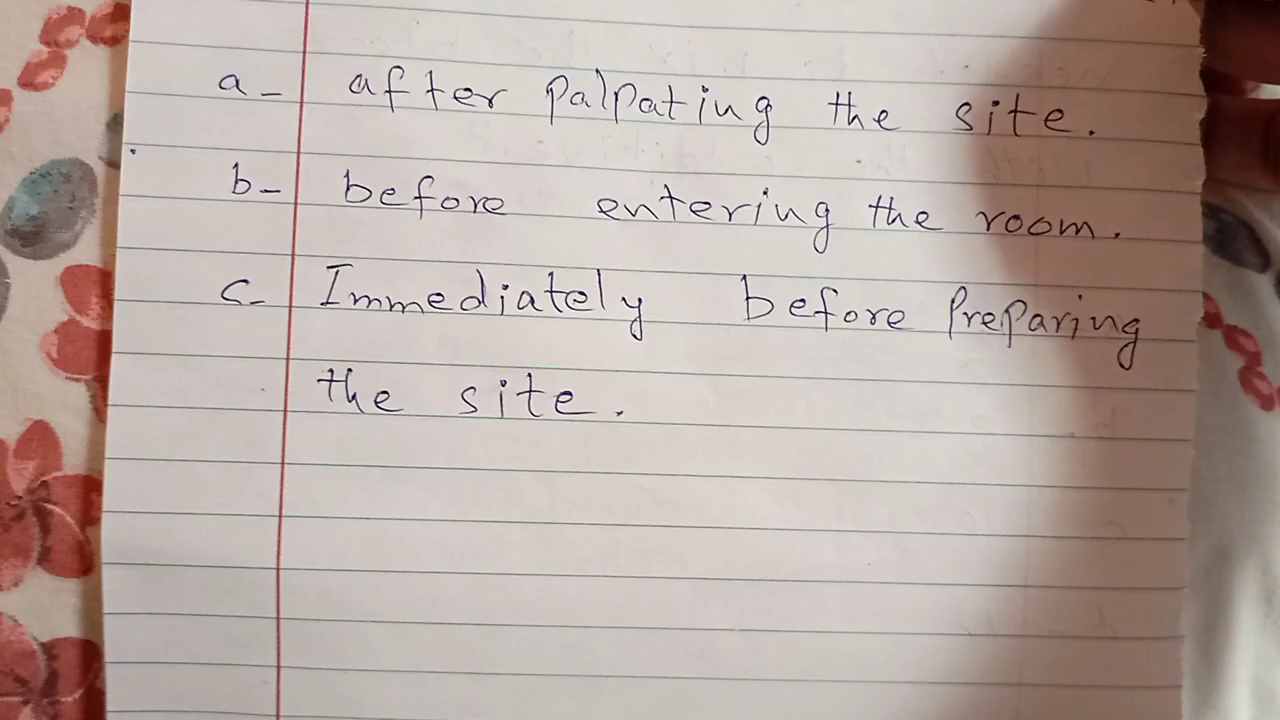 a- after palpating the site.
b- before entering the room.
c- Immediately before Preparing
the site.